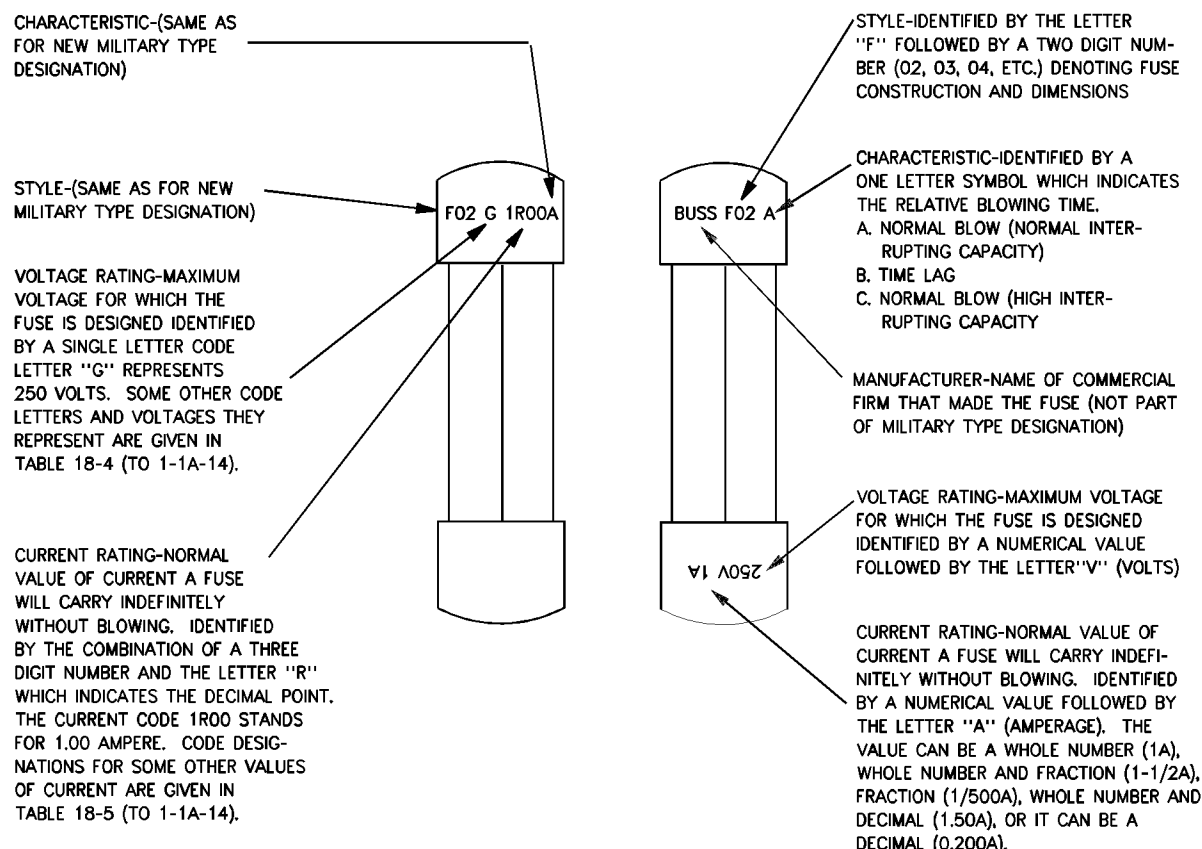 CHARACTERISTIC-(SAME AS
FOR NEW MILITARY TYPE
DESIGNATION)
STYLE-(SAME AS FOR NEW
MILITARY TYPE DESIGNATION)
VOLTAGE RATING-MAXIMUM
VOLTAGE FOR WHICH THE
FUSE IS DESIGNED IDENTIFIED
BY A SINGLE LETTER CODE
LETTER "G" REPRESENTS
250 VOLTS. SOME OTHER CODE
LETTERS AND VOLTAGES THEY
REPRESENT ARE GIVEN IN
TABLE 18-4 (TO 1-1A-14).
CURRENT RATING-NORMAL
VALUE OF CURRENT A FUSE
WILL CARRY INDEFINITELY
WITHOUT BLOWING. IDENTIFIED
BY THE COMBINATION OF A THREE
DIGIT NUMBER AND THE LETTER "R"
WHICH INDICATES THE DECIMAL POINT.
THE CURRENT CODE 1R00 STANDS
FOR 1.00 AMPERE. CODE DESIG-
NATIONS FOR SOME OTHER VALUES
OF CURRENT ARE GIVEN IN
TABLE 18-5 (TO 1-1A-14).
F02 G 1R00A
BUSS F02 A
250V 1A
STYLE-IDENTIFIED BY THE LETTER
"F" FOLLOWED BY A TWO DIGIT NUM-
BER (02, 03, 04, ETC.) DENOTING FUSE
CONSTRUCTION AND DIMENSIONS
CHARACTERISTIC-IDENTIFIED BY A
ONE LETTER SYMBOL WHICH INDICATES
THE RELATIVE BLOWING TIME.
A. NORMAL BLOW (NORMAL INTER-
RUPTING CAPACITY)
B. TIME LAG
C. NORMAL BLOW (HIGH INTER-
RUPTING CAPACITY
MANUFACTURER-NAME OF COMMERCIAL
FIRM THAT MADE THE FUSE (NOT PART
OF MILITARY TYPE DESIGNATION)
VOLTAGE RATING-MAXIMUM VOLTAGE
FOR WHICH THE FUSE IS DESIGNED
IDENTIFIED BY A NUMERICAL VALUE
FOLLOWED BY THE LETTER"V" (VOLTS)
CURRENT RATING-NORMAL VALUE OF
CURRENT A FUSE WILL CARRY INDEFI-
NITELY WITHOUT BLOWING. IDENTIFIED
BY A NUMERICAL VALUE FOLLOWED BY
THE LETTER "A" (AMPERAGE). THE
VALUE CAN BE A WHOLE NUMBER (1A),
WHOLE NUMBER AND FRACTION (1-1/2A),
FRACTION (1/500A), WHOLE NUMBER AND
DECIMAL (1.50A), OR IT CAN BE A
DECIMAL (0.200A).